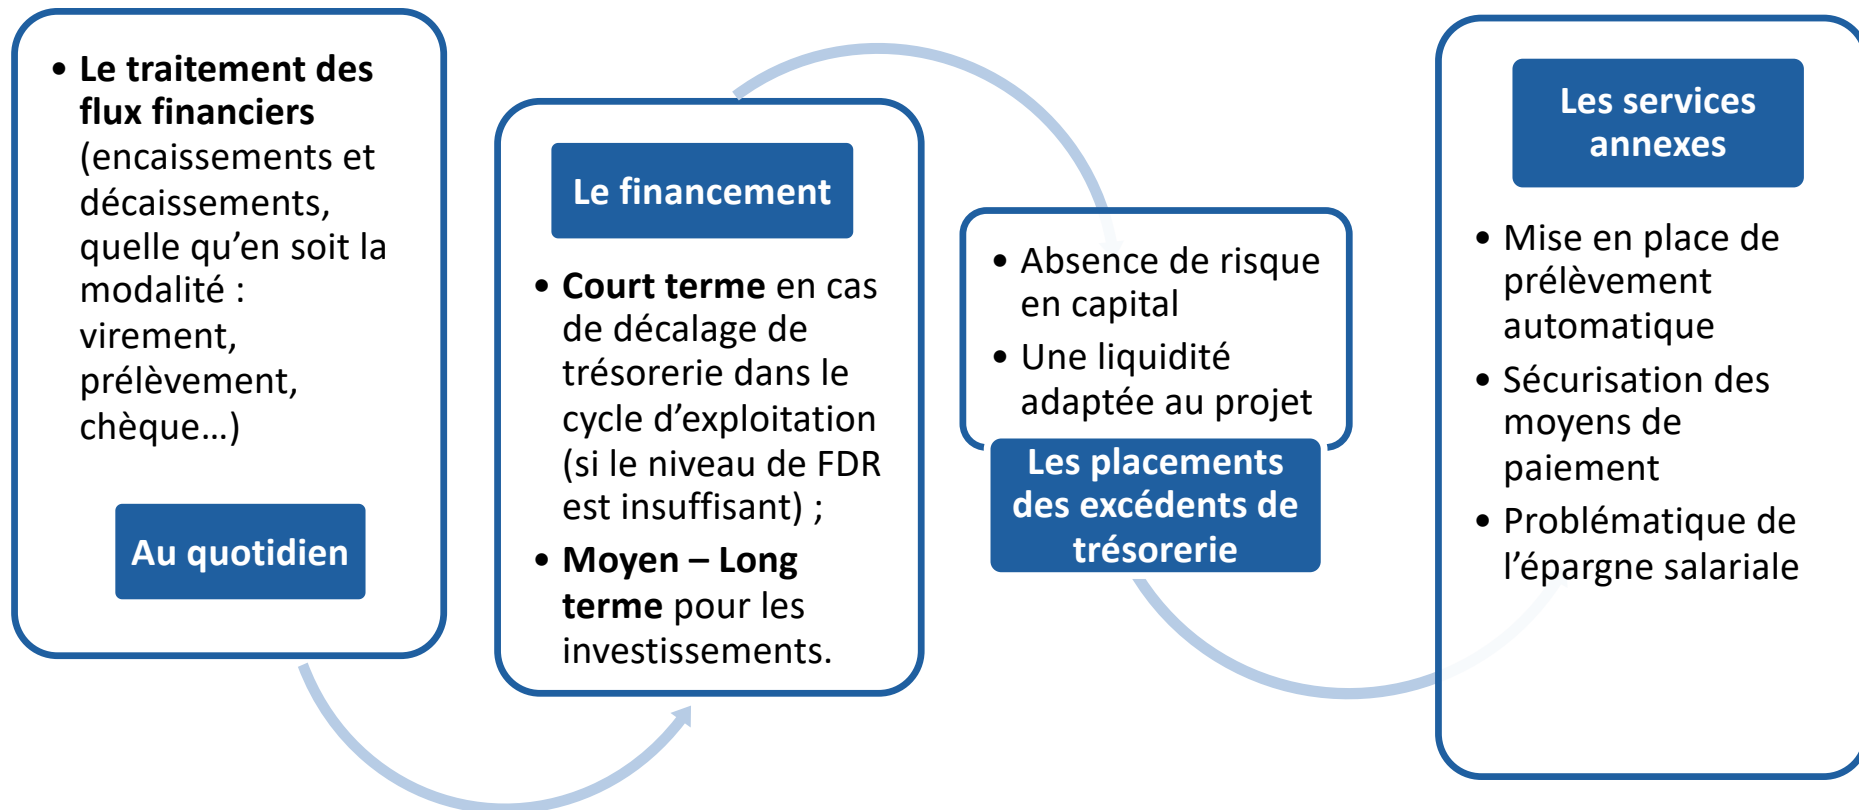 • Le traitement des
flux financiers
(encaissements et
décaissements,
quelle qu’en soit la
modalité :
virement,
prélèvement,
chèque…)
Au quotidien
Le financement
• Court terme en cas
de décalage de
trésorerie dans le
cycle d’exploitation
(si le niveau de FDR
est insuffisant) ;
• Moyen – Long
terme pour les
investissements.
• Absence de risque
en capital
• Une liquidité
adaptée au projet
Les placements
des excédents de
trésorerie
Les services
annexes
• Mise en place de
prélèvement
automatique
• Sécurisation des
moyens de
paiement
• Problématique de
l’épargne salariale